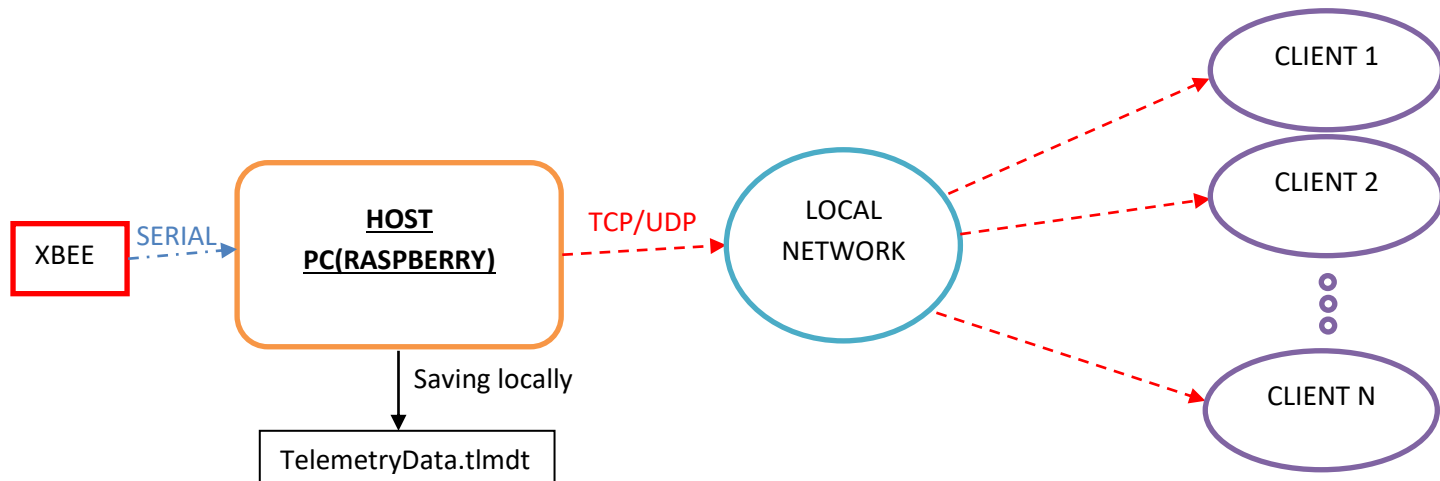 XBEE
SERIAL
HOST
PC(RASPBERRY)
Saving locally
TelemetryData.tlmdt
TCP/UDP
LOCAL
NETWORK
CLIENT 1
CLIENT 2
CLIENT N